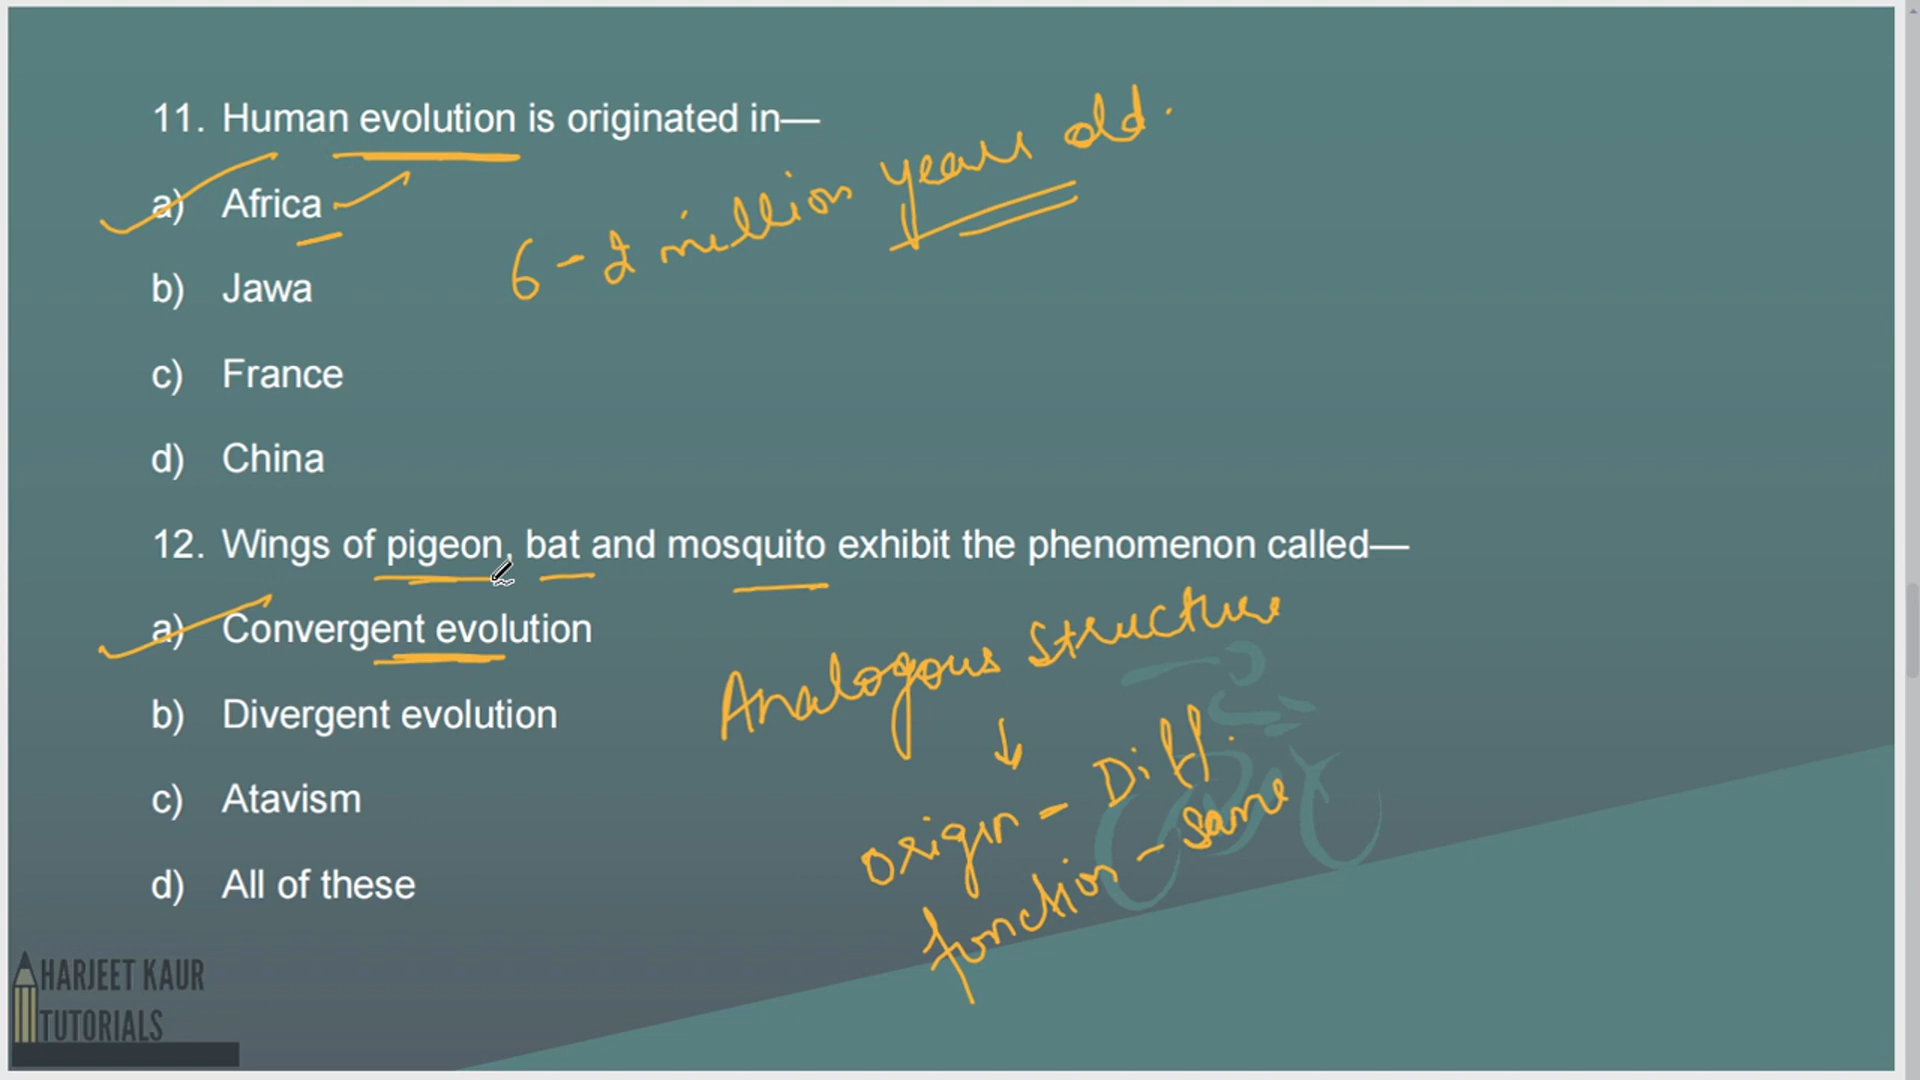 11. Human evolution is originated in—
a) Africa
6 - 2 million years old.
b) Jawa
c) France
d) China
12. Wings of pigeon, bat and mosquito exhibit the phenomenon called—
a) Convergent evolution
Analogous Structure
b) Divergent evolution
Origin - Diff.
c) Atavism
function - same
d) All of these
HARJEET KAUR
TUTORIALS